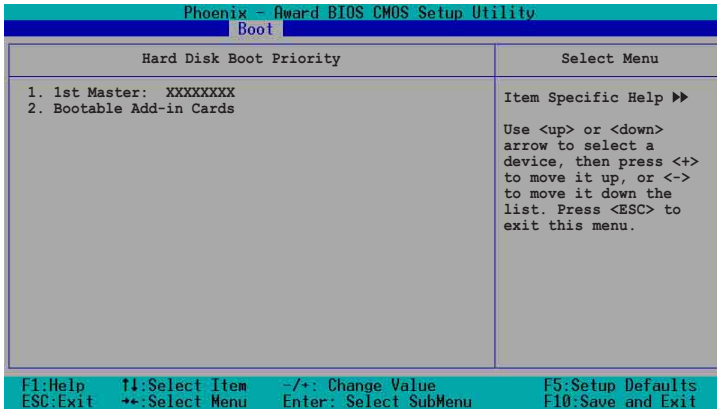 Phoenix - Award BIOS CMOS Setup Utility
Boot
Hard Disk Boot Priority
Select Menu
1. 1st Master: XXXXXXXX
2. Bootable Add-in Cards
Item Specific Help ▶▶
Use <up> or <down>
arrow to select a
device, then press <+>
to move it up, or <->
to move it down the
list. Press <ESC> to
exit this menu.
F1:Help ↑↓:Select Item -/+: Change Value F5:Setup Defaults
ESC:Exit →←:Select Menu Enter: Select SubMenu F10:Save and Exit